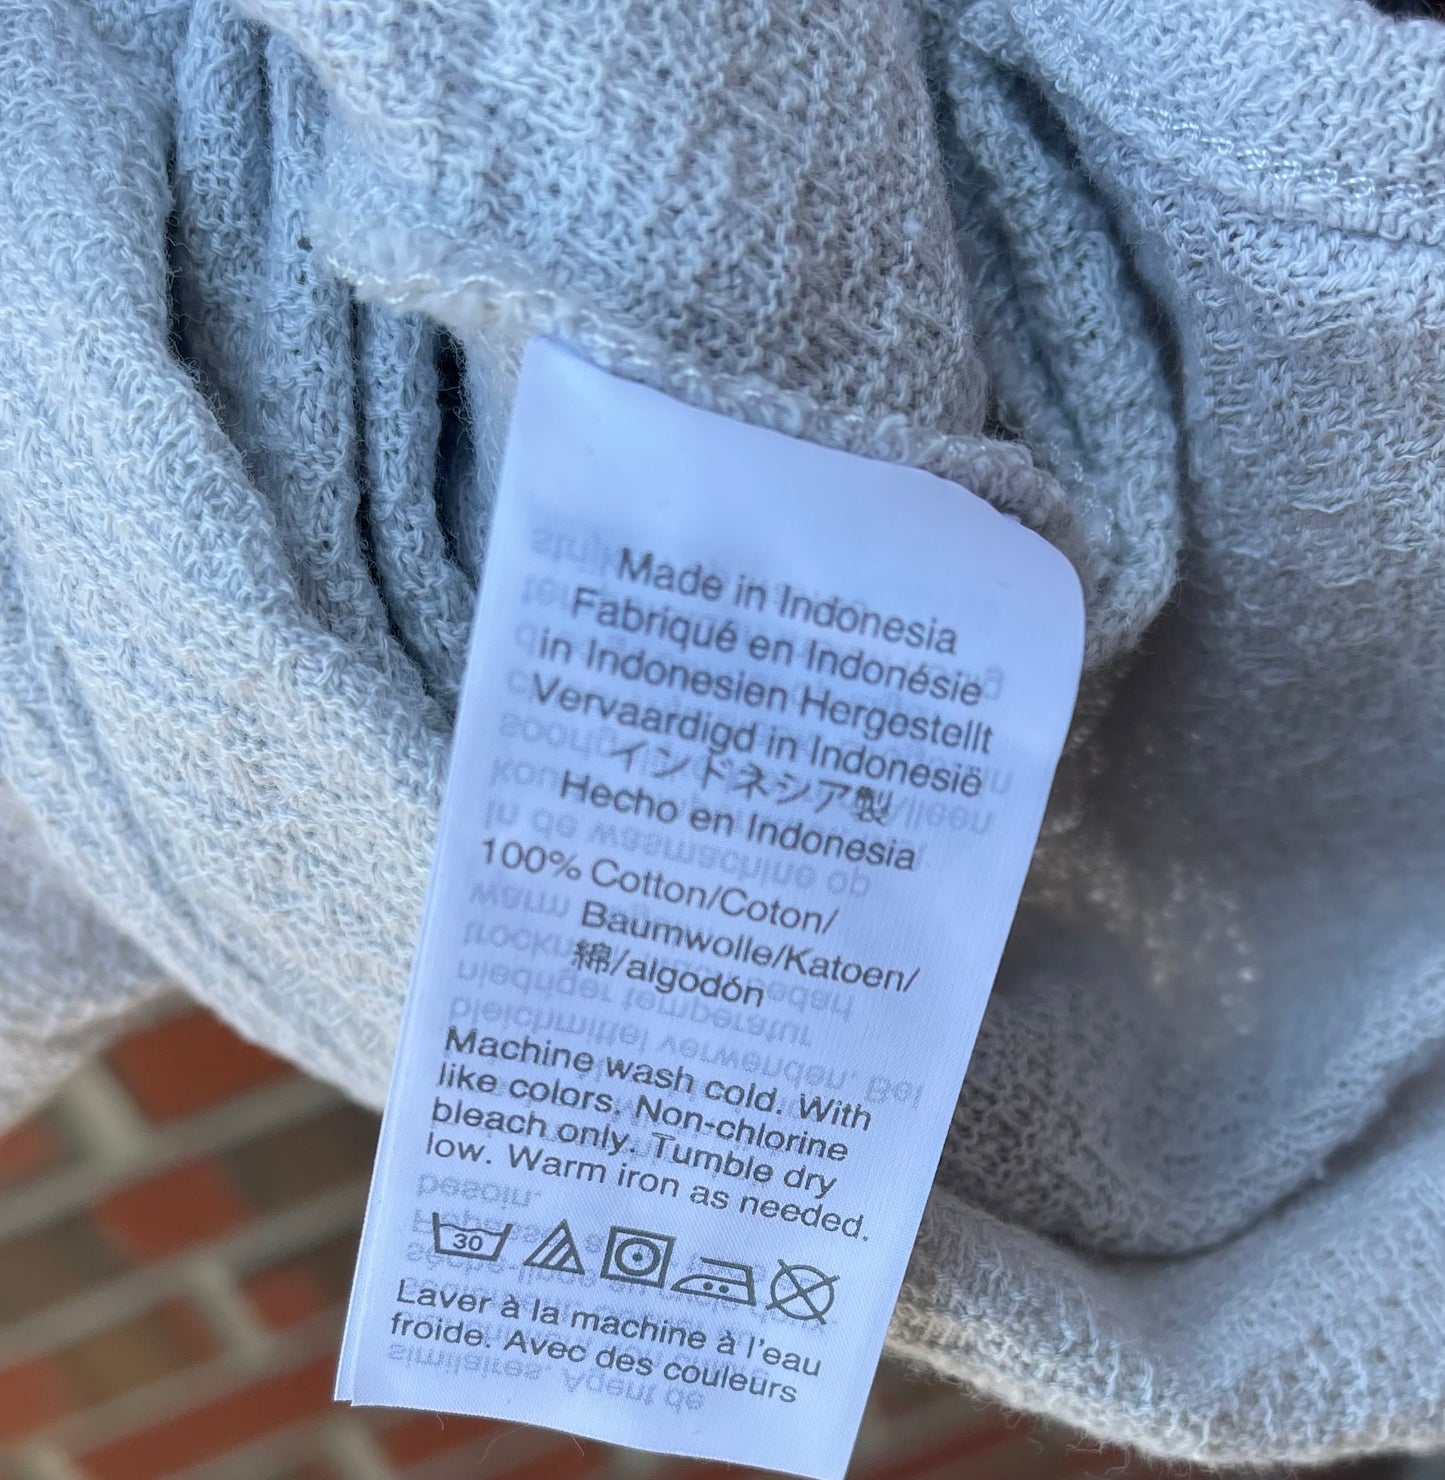 Made in Indonesia
Fabriqué en Indonésie
in Indonesien Hergestellt
Vervaardigd in Indonesië
インドネシア製
Hecho en Indonesia
100% Cotton/Coton/
Baumwolle/Katoen/
綿/algodón
Machine wash cold. With
like colors. Non-chlorine
bleach only. Tumble dry
low. Warm iron as needed.
30
Laver à la machine à l'eau
froide. Avec des couleurs